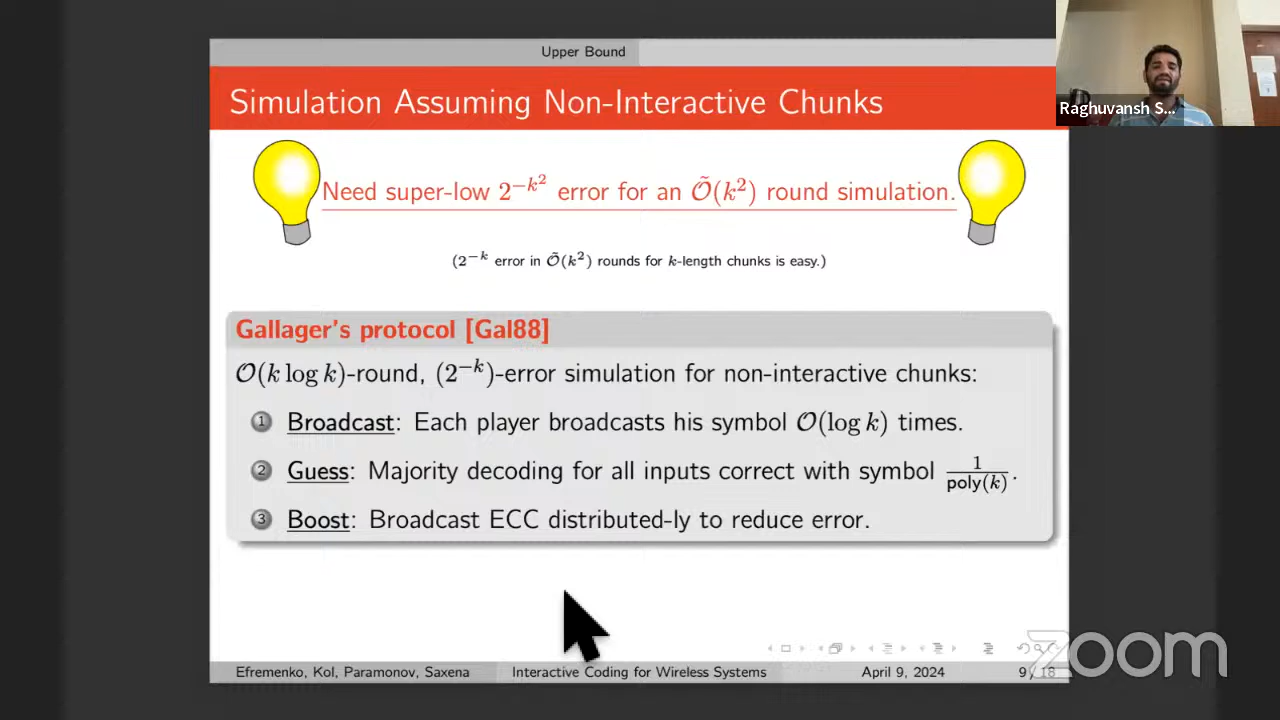 Upper Bound
Simulation Assuming Non-Interactive Chunks
Raghuvansh S...
Need super-low 2^{-k^2} error for an Õ(k^2) round simulation.
(2^{-k} error in Õ(k^2) rounds for k-length chunks is easy.)
Gallager's protocol [Gal88]
O(k log k)-round, (2^{-k})-error simulation for non-interactive chunks:
1 Broadcast: Each player broadcasts his symbol O(log k) times.
2 Guess: Majority decoding for all inputs correct with symbol 1/poly(k).
3 Boost: Broadcast ECC distributed-ly to reduce error.
Efremenko, Kol, Paramonov, Saxena Interactive Coding for Wireless Systems April 9, 2024 9 / 18
zoom